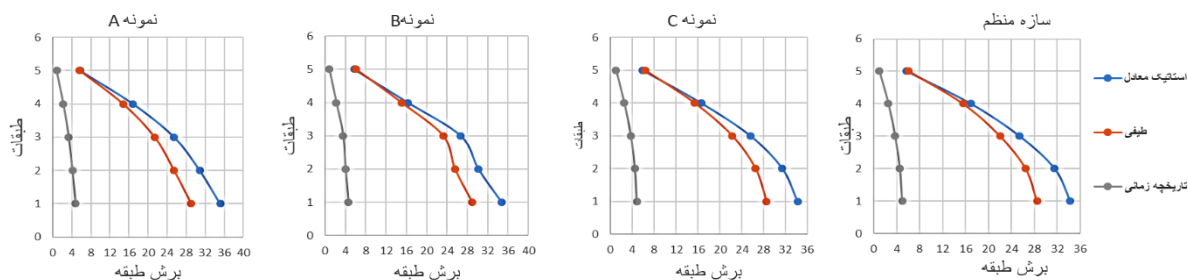 نمونه A
6
5
4
3
2
1
0
طبقات
0 4 8 12 16 20 24 28 32 36 40
برش طبقه
نمونه B
6
5
4
3
2
1
0
طبقات
0 4 8 12 16 20 24 28 32 36 40
برش طبقه
نمونه C
6
5
4
3
2
1
0
طبقات
0 4 8 12 16 20 24 28 32 36
برش طبقه
سازه منظم
6
5
4
3
2
1
0
طبقات
0 4 8 12 16 20 24 28 32 36
برش طبقه
استاتیک معادل
طیفی
تاریخچه زمانی